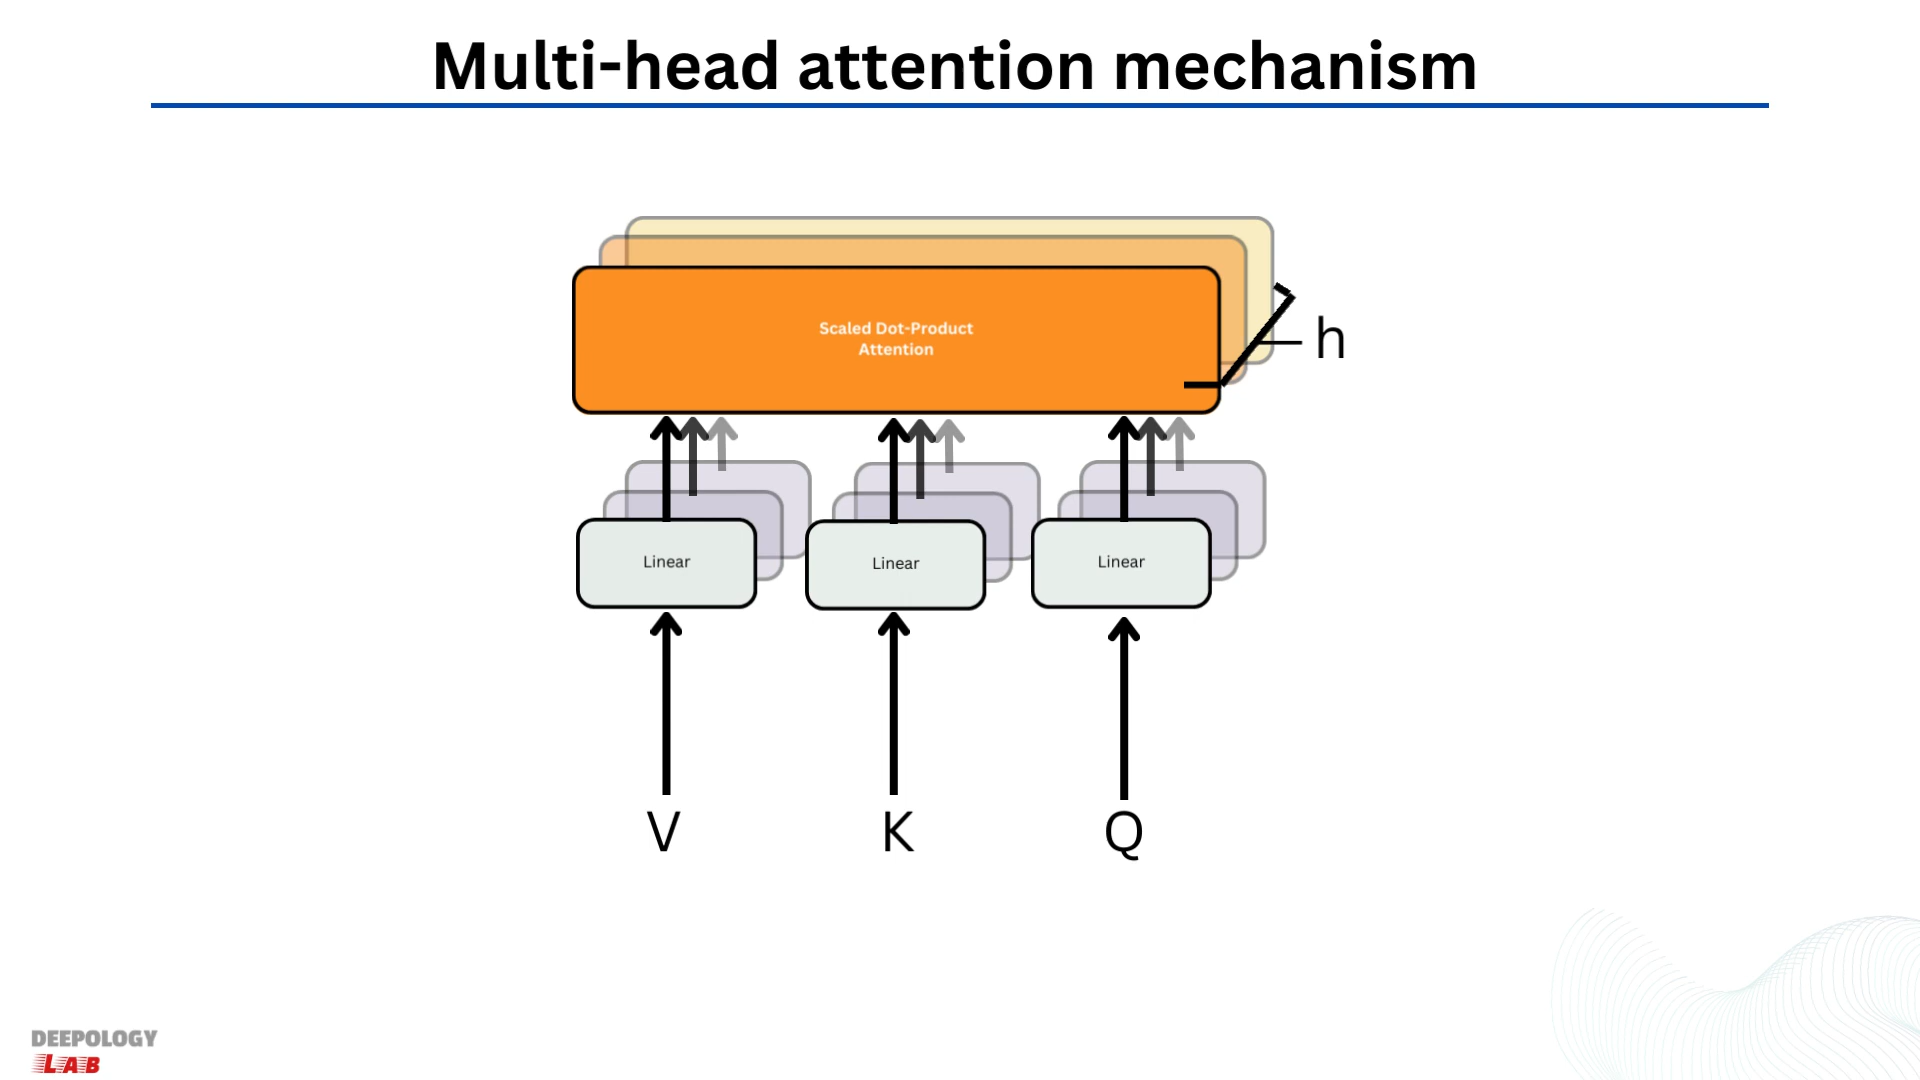 Multi-head attention mechanism
Scaled Dot-Product
Attention
h
Linear
Linear
Linear
V
K
Q
DEEPOLOGY
LAB